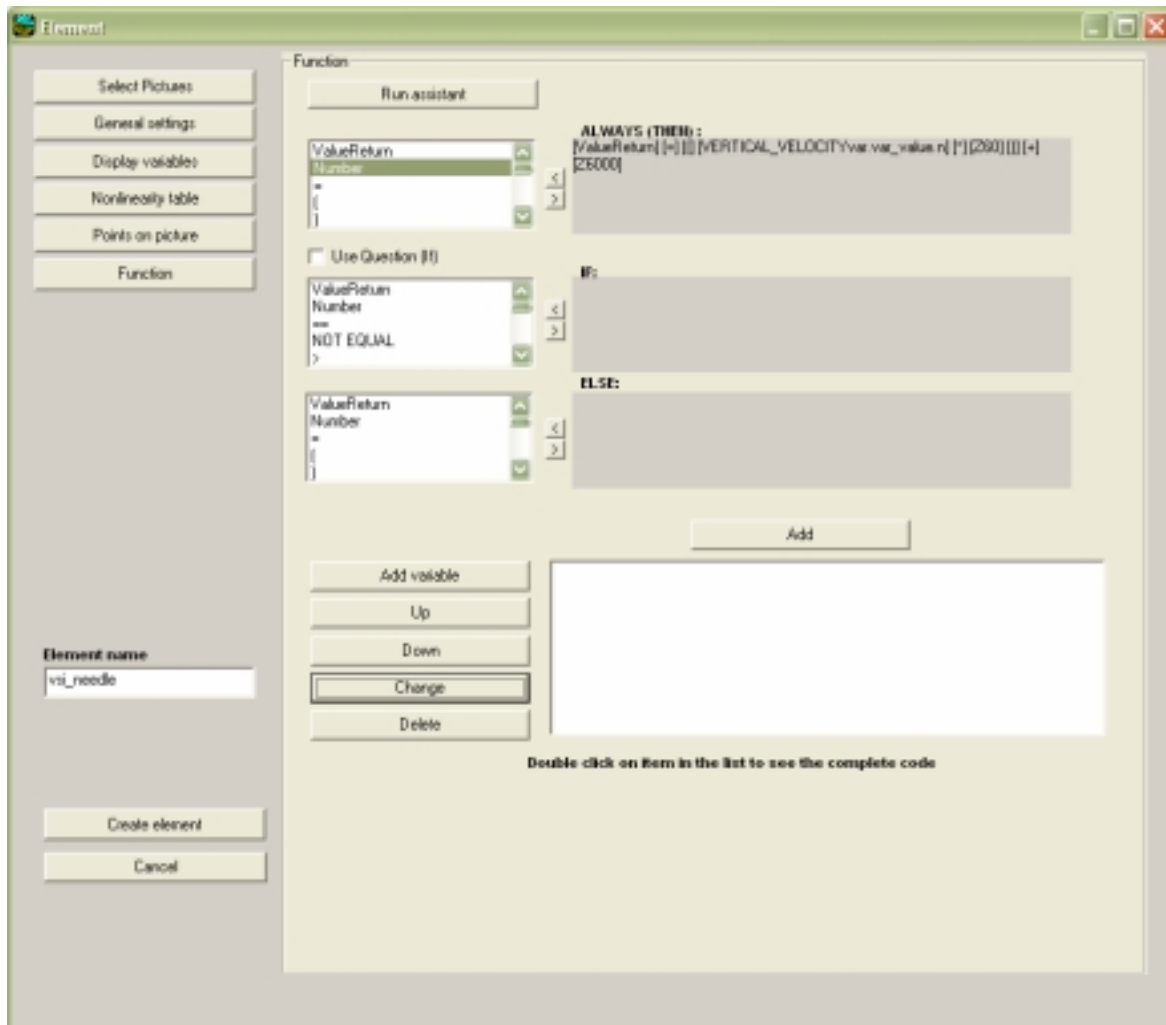 Element
Select Pictures
General settings
Display variables
Nonlinearity table
Points on picture
Function
Function
Run assistant
ValueReturn
Number
=
(
)
ALWAYS (THEN) :
[ValueReturn] [=] [(] [VERTICAL_VELOCITYvar.var_value.n] [*] [Z60] [)] [+]
[Z6000]
Use Question (If)
ValueReturn
Number
==
NOT EQUAL
>
IF:
ValueReturn
Number
=
(
)
ELSE:
<
>
<
>
<
>
Add
Add variable
Up
Down
Change
Delete
Double click on item in the list to see the complete code
Element name
vsi_needle
Create element
Cancel